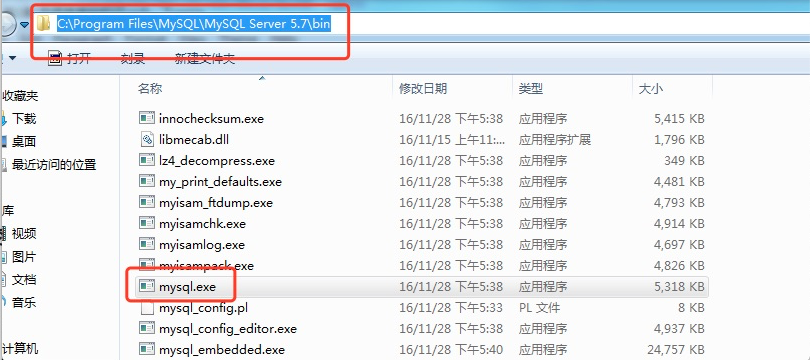 C:\Program Files\MySQL\MySQL Server 5.7\bin
打开 刻录 新建文件夹
名称 修改日期 类型 大小
收藏夹
下载
桌面
最近访问的位置
库
视频
图片
文档
音乐
计算机
innochecksum.exe 16/11/28 下午5:38 应用程序 5,415 KB
libmecab.dll 16/11/15 上午11:... 应用程序扩展 1,796 KB
lz4_decompress.exe 16/11/28 下午5:38 应用程序 349 KB
my_print_defaults.exe 16/11/28 下午5:38 应用程序 4,481 KB
myisam_ftdump.exe 16/11/28 下午5:38 应用程序 4,793 KB
myisamchk.exe 16/11/28 下午5:38 应用程序 4,914 KB
myisamlog.exe 16/11/28 下午5:38 应用程序 4,697 KB
myisampack.exe 16/11/28 下午5:38 应用程序 4,826 KB
mysql.exe 16/11/28 下午5:38 应用程序 5,318 KB
mysql_config.pl 16/11/28 下午5:33 PL 文件 8 KB
mysql_config_editor.exe 16/11/28 下午5:38 应用程序 4,937 KB
mysql_embedded.exe 16/11/28 下午5:40 应用程序 24,757 KB